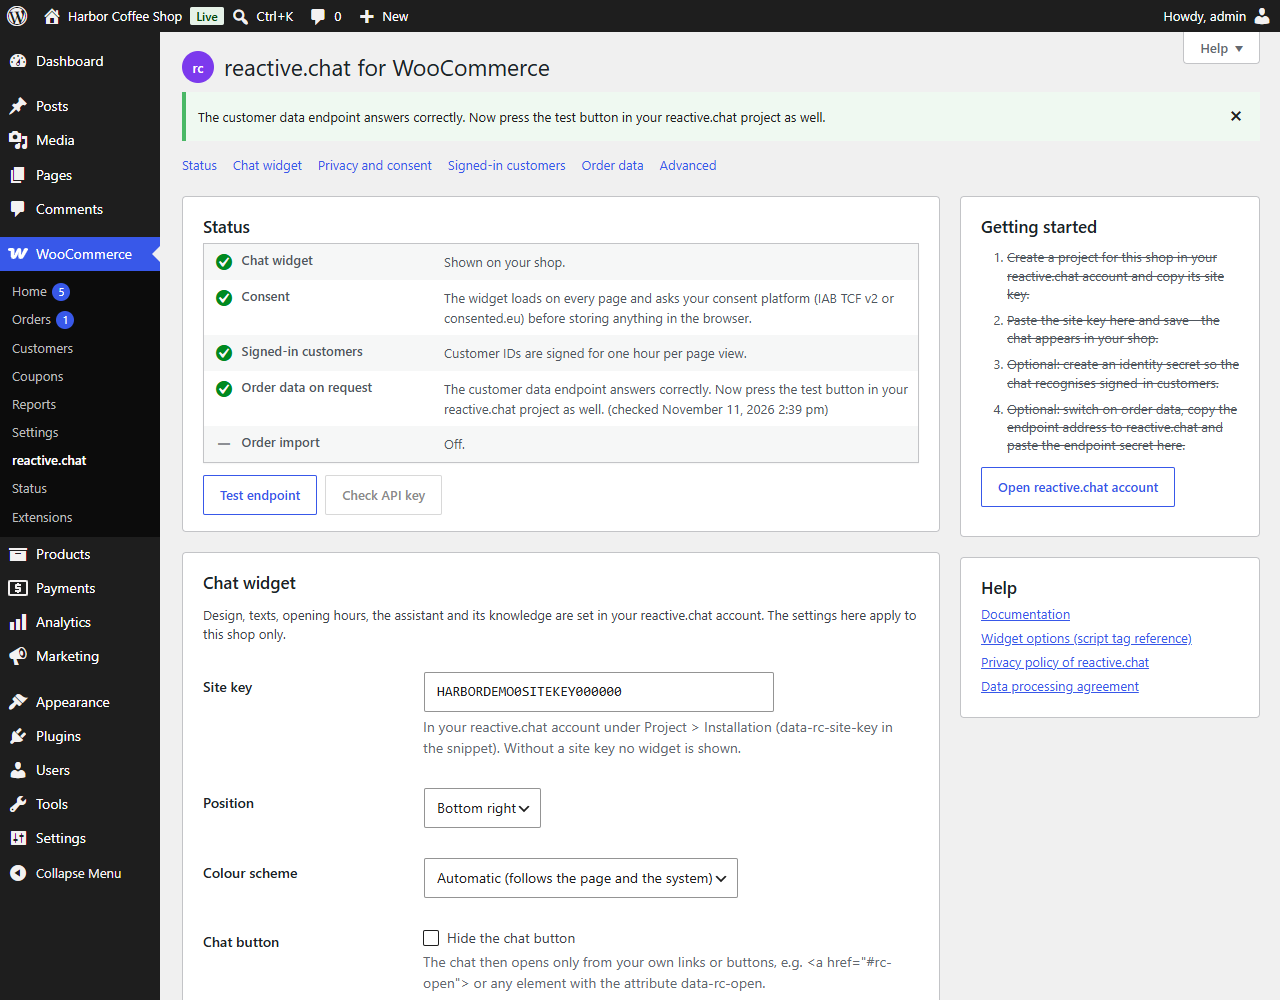 Harbor Coffee Shop
Live
Ctrl+K
0
New
Howdy, admin
Dashboard
Posts
Media
Pages
Comments
WooCommerce
Home 5
Orders 1
Customers
Coupons
Reports
Settings
reactive.chat
Status
Extensions
Products
Payments
Analytics
Marketing
Appearance
Plugins
Users
Tools
Settings
Collapse Menu
Help
rc
reactive.chat for WooCommerce
The customer data endpoint answers correctly. Now press the test button in your reactive.chat project as well.
Status Chat widget Privacy and consent Signed-in customers Order data Advanced
Status
Chat widget
Shown on your shop.
Consent
The widget loads on every page and asks your consent platform (IAB TCF v2 or
consented.eu) before storing anything in the browser.
Signed-in customers
Customer IDs are signed for one hour per page view.
Order data on request
The customer data endpoint answers correctly. Now press the test button in your
reactive.chat project as well. (checked November 11, 2026 2:39 pm)
Order import
Off.
Test endpoint
Check API key
Chat widget
Design, texts, opening hours, the assistant and its knowledge are set in your reactive.chat account. The settings here apply to
this shop only.
Site key
HARBORDEMO0SITEKEY000000
In your reactive.chat account under Project > Installation (data-rc-site-key in
the snippet). Without a site key no widget is shown.
Position
Bottom right
Colour scheme
Automatic (follows the page and the system)
Chat button
Hide the chat button
The chat then opens only from your own links or buttons, e.g. <a href="#rc-
open"> or any element with the attribute data-rc-open.
Getting started
1. Create a project for this shop in your
reactive.chat account and copy its site
key.
2. Paste the site key here and save – the
chat appears in your shop.
3. Optional: create an identity secret so the
chat recognises signed-in customers.
4. Optional: switch on order data, copy the
endpoint address to reactive.chat and
paste the endpoint secret here.
Open reactive.chat account
Help
Documentation
Widget options (script tag reference)
Privacy policy of reactive.chat
Data processing agreement